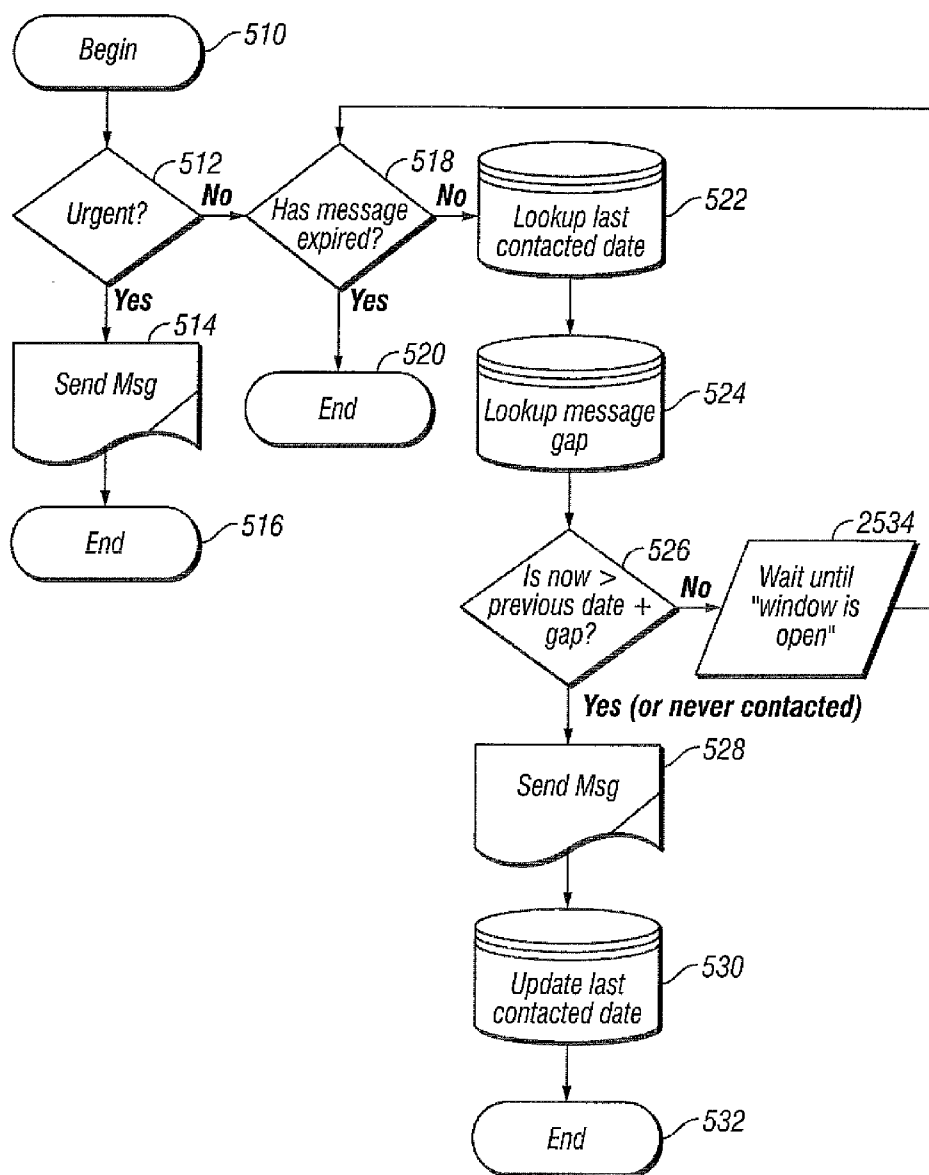 Begin
510
Urgent?
512
No
Yes
Send Msg
514
End
516
Has message
expired?
518
No
Yes
End
520
Lookup last
contacted date
522
Lookup message
gap
524
Is now >
previous date +
gap?
526
No
Wait until
"window is
open"
2534
Yes (or never contacted)
Send Msg
528
Update last
contacted date
530
End
532